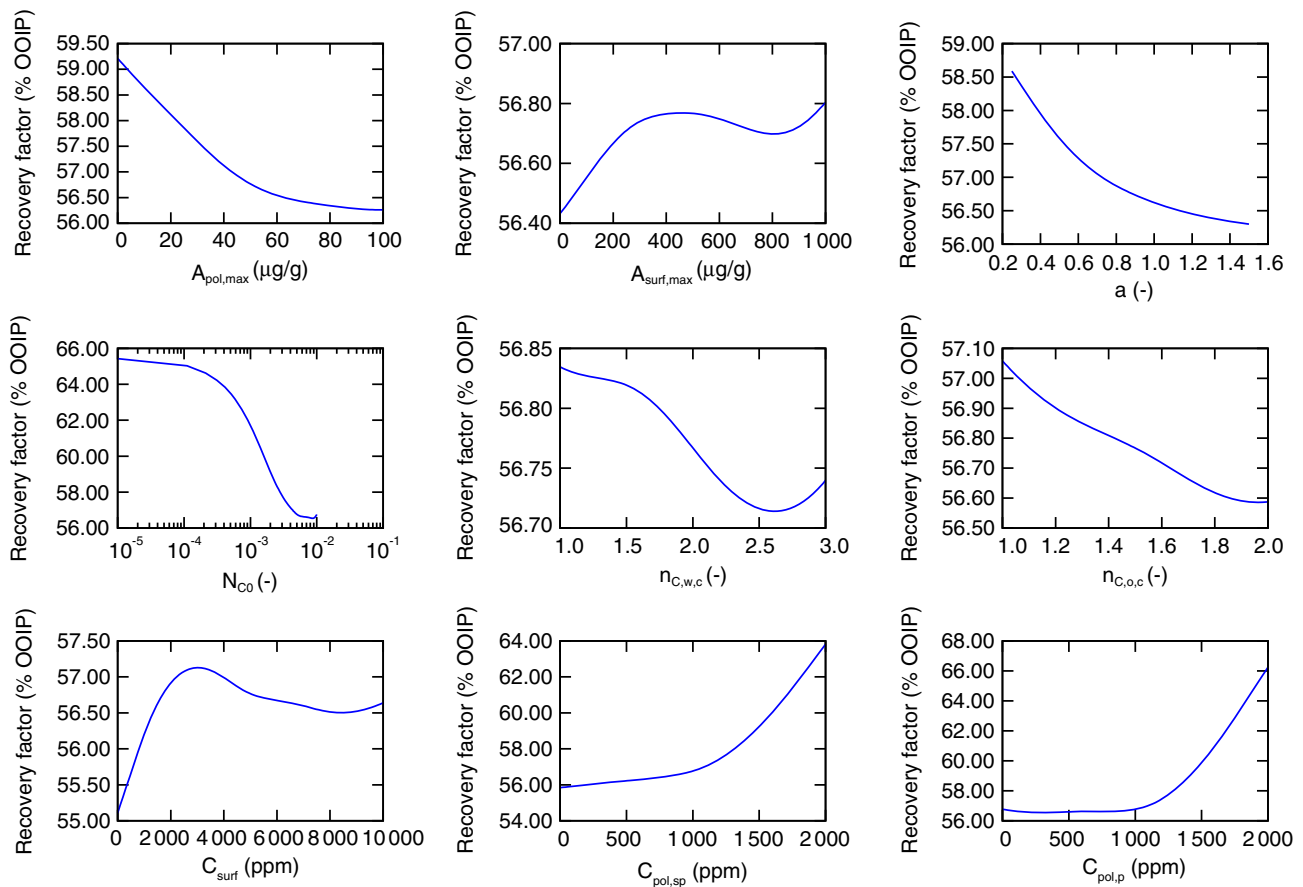 Recovery factor (% OOIP)
59.50
59.00
58.50
58.00
57.50
57.00
56.50
56.00
0 20 40 60 80 100
A pol,max (µg/g)
Recovery factor (% OOIP)
57.00
56.80
56.60
56.40
0 200 400 600 800 1 000
A surf,max (µg/g)
Recovery factor (% OOIP)
59.00
58.50
58.00
57.50
57.00
56.50
56.00
0.2 0.4 0.6 0.8 1.0 1.2 1.4 1.6
a (-)
Recovery factor (% OOIP)
66.00
64.00
62.00
60.00
58.00
56.00
10-5 10-4 10-3 10-2 10-1
N C0 (-)
Recovery factor (% OOIP)
56.85
56.80
56.75
56.70
1.0 1.5 2.0 2.5 3.0
n C,w,c (-)
Recovery factor (% OOIP)
57.10
57.00
56.90
56.80
56.70
56.60
56.50
1.0 1.2 1.4 1.6 1.8 2.0
n C,o,c (-)
Recovery factor (% OOIP)
57.50
57.00
56.50
56.00
55.50
55.00
0 2 000 4 000 6 000 8 000 10 000
C surf (ppm)
Recovery factor (% OOIP)
64.00
62.00
60.00
58.00
56.00
54.00
0 500 1 000 1 500 2 000
C pol,sp (ppm)
Recovery factor (% OOIP)
68.00
66.00
64.00
62.00
60.00
58.00
56.00
0 500 1 000 1 500 2 000
C pol,p (ppm)